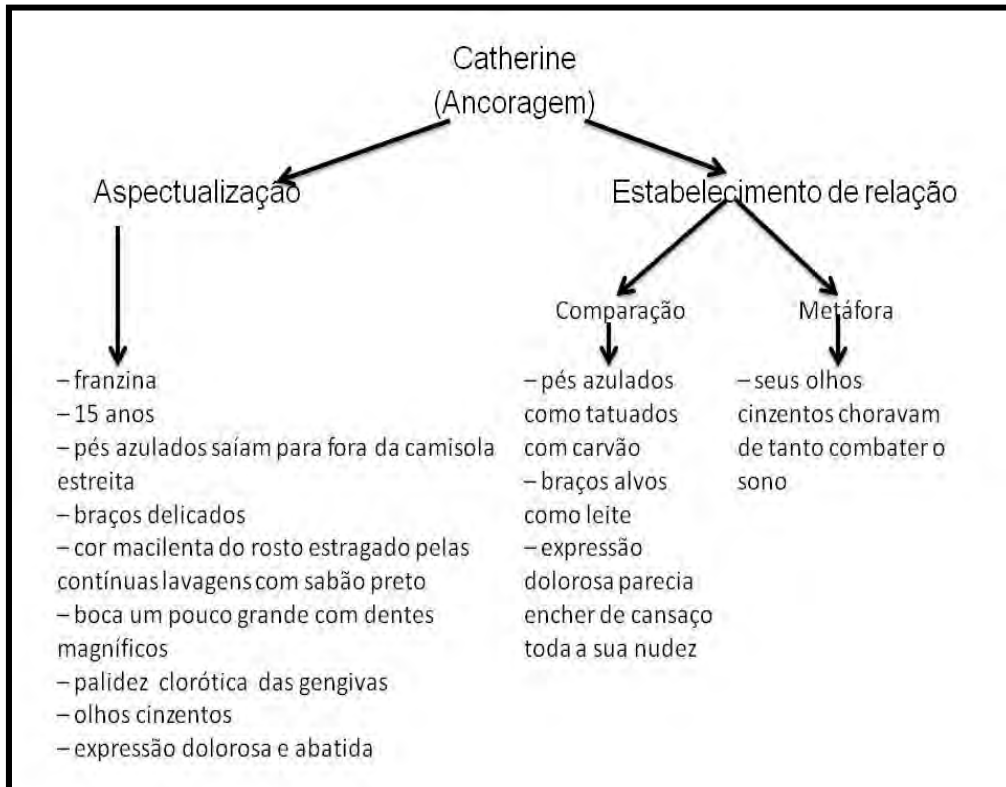 Catherine
(Ancoragem)
Aspectualização
Estabelecimento de relação
Comparação
Metáfora
– franzina
– 15 anos
– pés azulados saíam para fora da camisola
estreita
– braços delicados
– cor macilenta do rosto estragado pelas
contínuas lavagens com sabão preto
– boca um pouco grande com dentes
magníficos
– palidez clorótica das gengivas
– olhos cinzentos
– expressão dolorosa e abatida
– pés azulados
como tatuados
com carvão
– braços alvos
como leite
– expressão
dolorosa parecia
encher de cansaço
toda a sua nudez
– seus olhos
cinzentos choravam
de tanto combater o
sono